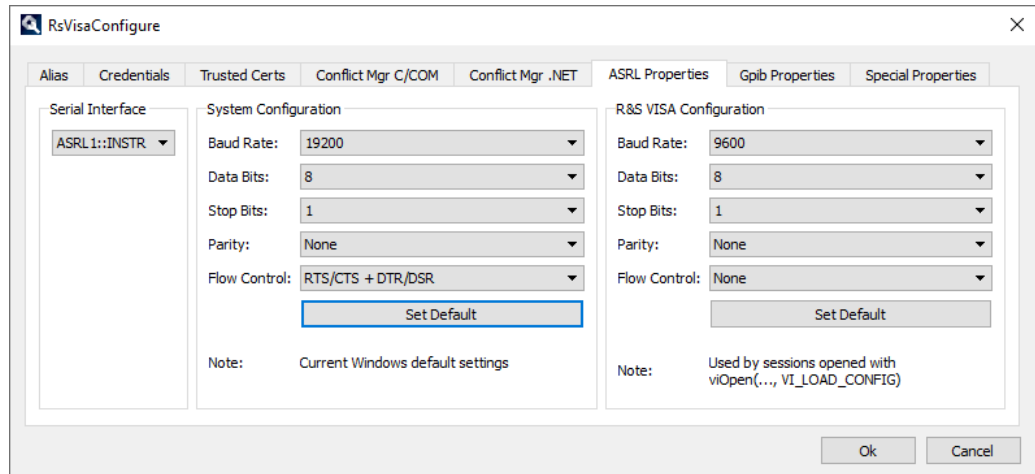 RsVisaConfigure
Alias Credentials Trusted Certs Conflict Mgr C/COM Conflict Mgr .NET ASRL Properties Gpib Properties Special Properties
Serial Interface
ASRL1::INSTR
System Configuration
Baud Rate: 19200
Data Bits: 8
Stop Bits: 1
Parity: None
Flow Control: RTS/CTS + DTR/DSR
Set Default
Note: Current Windows default settings
R&S VISA Configuration
Baud Rate: 9600
Data Bits: 8
Stop Bits: 1
Parity: None
Flow Control: None
Set Default
Note: Used by sessions opened with
viOpen(..., VI_LOAD_CONFIG)
Ok Cancel